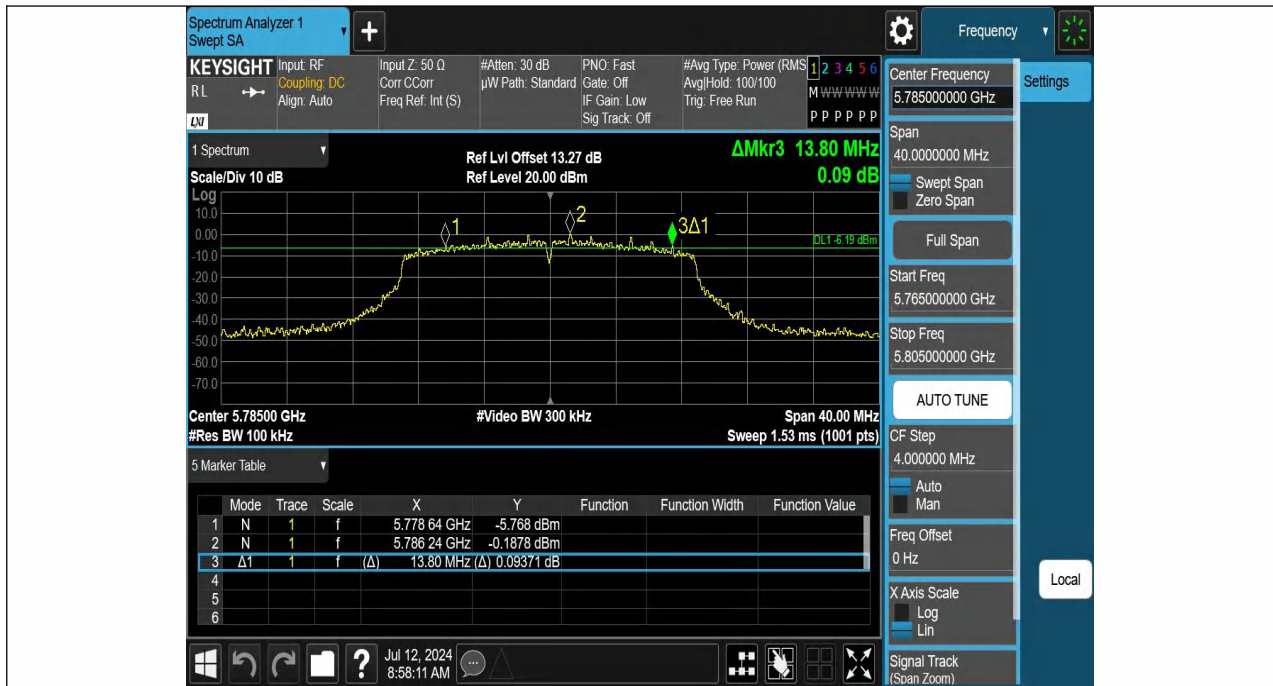 Spectrum Analyzer 1
Swept SA
Frequency
KEYSIGHT
R L
LXI
Input: RF
Coupling: DC
Align: Auto
Input Z: 50 Ω
Corr CCorr
Freq Ref: Int (S)
#Atten: 30 dB
µW Path: Standard
PNO: Fast
Gate: Off
IF Gain: Low
Sig Track: Off
#Avg Type: Power (RMS
Avg|Hold: 100/100
Trig: Free Run
1 2 3 4 5 6
M W W W W W
P P P P P P
1 Spectrum
Scale/Div 10 dB
Ref Lvl Offset 13.27 dB
Ref Level 20.00 dBm
ΔMkr3 13.80 MHz
0.09 dB
Log
10.0
0.00
-10.0
-20.0
-30.0
-40.0
-50.0
-60.0
-70.0
1
2
3Δ1
DL1 -6.19 dBm
Center 5.78500 GHz
#Res BW 100 kHz
#Video BW 300 kHz
Span 40.00 MHz
Sweep 1.53 ms (1001 pts)
5 Marker Table
Mode Trace Scale X Y Function Function Width Function Value
1 N 1 f 5.778 64 GHz -5.768 dBm
2 N 1 f 5.786 24 GHz -0.1878 dBm
3 Δ1 1 f (Δ) 13.80 MHz (Δ) 0.09371 dB
4
5
6
Jul 12, 2024
8:58:11 AM
Center Frequency
5.785000000 GHz
Span
40.0000000 MHz
Swept Span
Zero Span
Full Span
Start Freq
5.765000000 GHz
Stop Freq
5.805000000 GHz
AUTO TUNE
CF Step
4.000000 MHz
Auto
Man
Freq Offset
0 Hz
X Axis Scale
Log
Lin
Signal Track
(Span Zoom)
Settings
Local